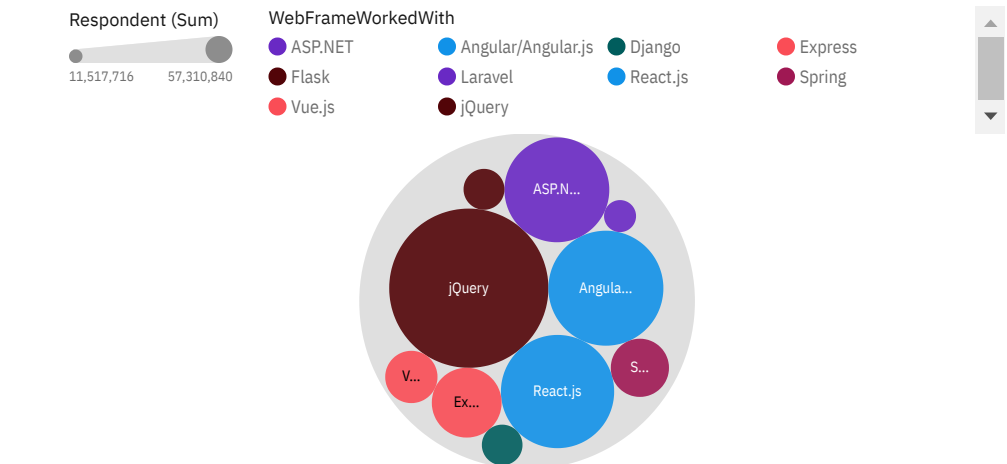 Respondent (Sum)
11,517,716 57,310,840
WebFrameWorkedWith
ASP.NET Angular/Angular.js Django Express
Flask Laravel React.js Spring
Vue.js jQuery
ASP.N...
jQuery
Angula...
S...
V...
React.js
Ex...